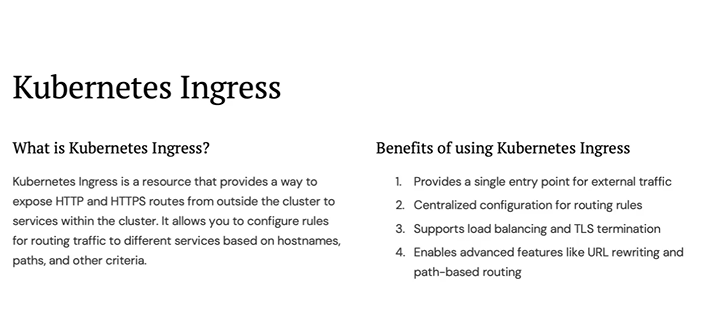 Kubernetes Ingress
What is Kubernetes Ingress?
Kubernetes Ingress is a resource that provides a way to
expose HTTP and HTTPS routes from outside the cluster to
services within the cluster. It allows you to configure rules
for routing traffic to different services based on hostnames,
paths, and other criteria.
Benefits of using Kubernetes Ingress
1. Provides a single entry point for external traffic
2. Centralized configuration for routing rules
3. Supports load balancing and TLS termination
4. Enables advanced features like URL rewriting and
path-based routing